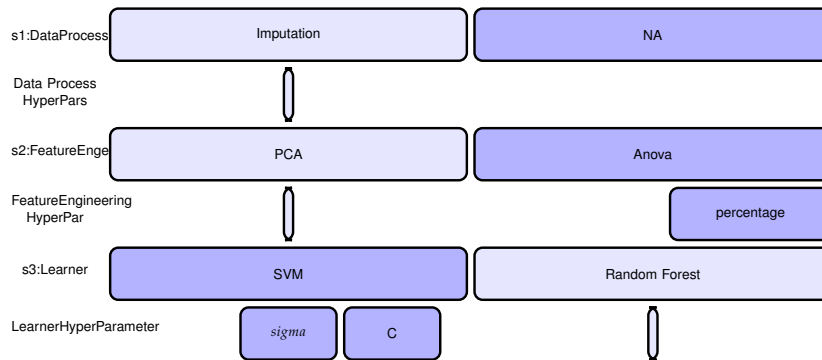 s1:DataProcess
Imputation
NA
Data Process
HyperPars
s2:FeatureEnge
PCA
Anova
FeatureEngineering
HyperPar
percentage
s3:Learner
SVM
Random Forest
LearnerHyperParameter
sigma
C